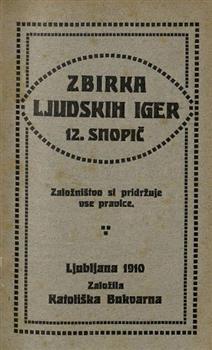 ZBIRKA
LJUDSKIH IGER
12. SNOPIČ
Založništvo si pridržuje
vse pravice.
Ljubljana 1910
Založila
Katoliška Bukvarna